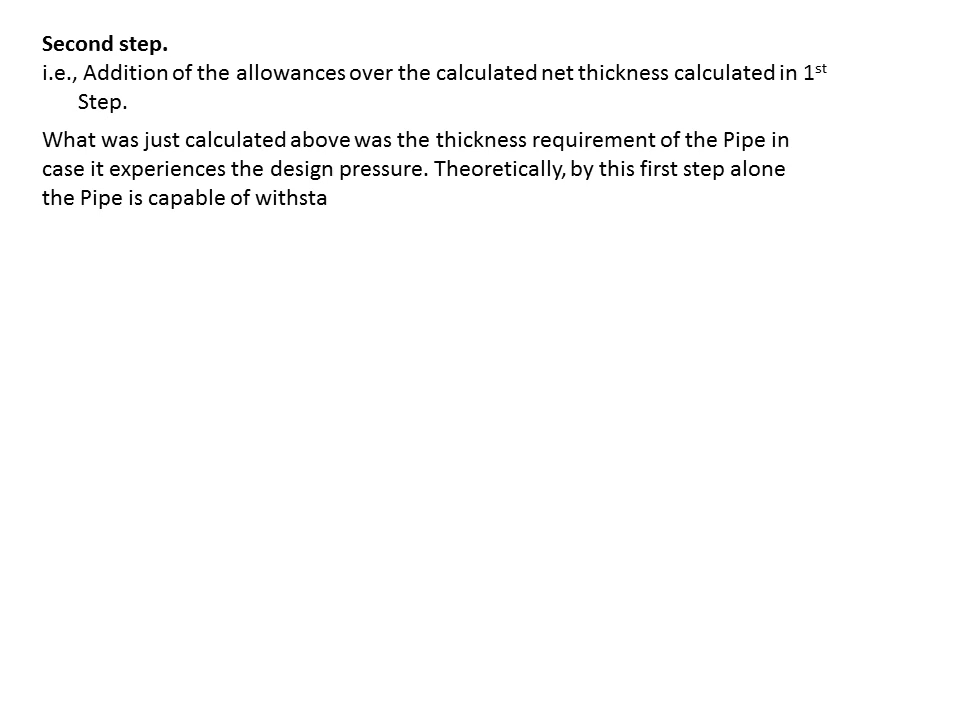 Second step.
i.e., Addition of the allowances over the calculated net thickness calculated in 1st
Step.
What was just calculated above was the thickness requirement of the Pipe in
case it experiences the design pressure. Theoretically, by this first step alone
the Pipe is capable of withsta